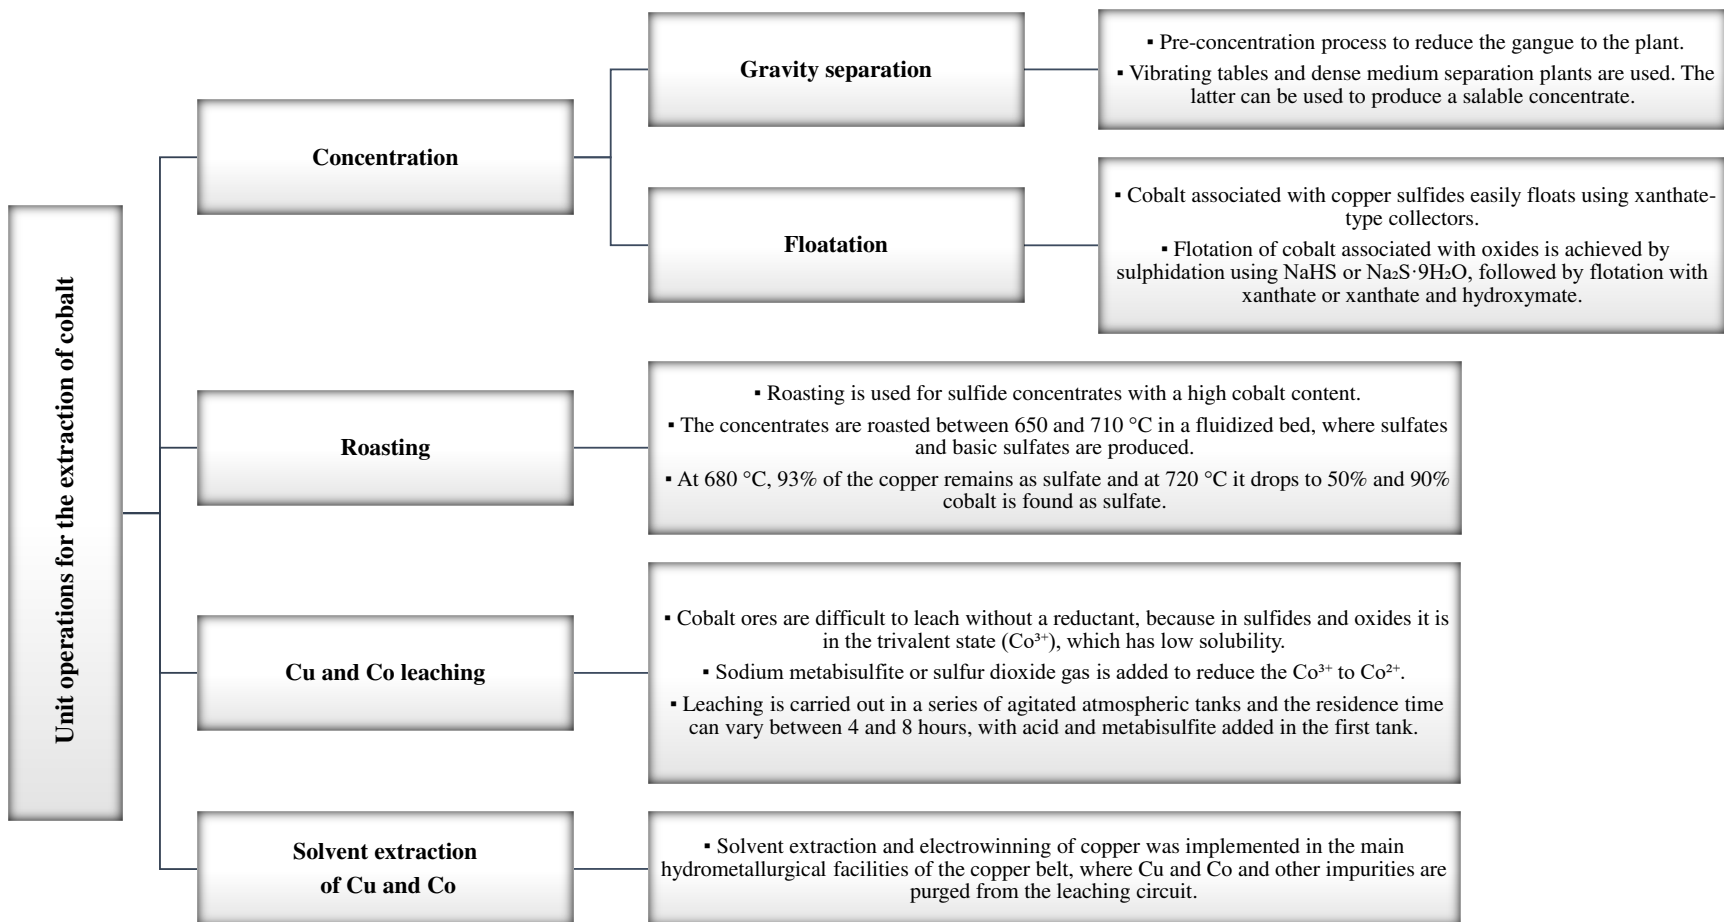 Unit operations for the extraction of cobalt
Concentration
Gravity separation
▪ Pre-concentration process to reduce the gangue to the plant.
▪ Vibrating tables and dense medium separation plants are used. The
latter can be used to produce a salable concentrate.
Floatation
▪ Cobalt associated with copper sulfides easily floats using xanthate-
type collectors.
▪ Flotation of cobalt associated with oxides is achieved by
sulphidation using NaHS or Na₂S·9H₂O, followed by flotation with
xanthate or xanthate and hydroxymate.
Roasting
▪ Roasting is used for sulfide concentrates with a high cobalt content.
▪ The concentrates are roasted between 650 and 710 °C in a fluidized bed, where sulfates
and basic sulfates are produced.
▪ At 680 °C, 93% of the copper remains as sulfate and at 720 °C it drops to 50% and 90%
cobalt is found as sulfate.
Cu and Co leaching
▪ Cobalt ores are difficult to leach without a reductant, because in sulfides and oxides it is
in the trivalent state (Co³⁺), which has low solubility.
▪ Sodium metabisulfite or sulfur dioxide gas is added to reduce the Co³⁺ to Co²⁺.
▪ Leaching is carried out in a series of agitated atmospheric tanks and the residence time
can vary between 4 and 8 hours, with acid and metabisulfite added in the first tank.
Solvent extraction
of Cu and Co
▪ Solvent extraction and electrowinning of copper was implemented in the main
hydrometallurgical facilities of the copper belt, where Cu and Co and other impurities are
purged from the leaching circuit.